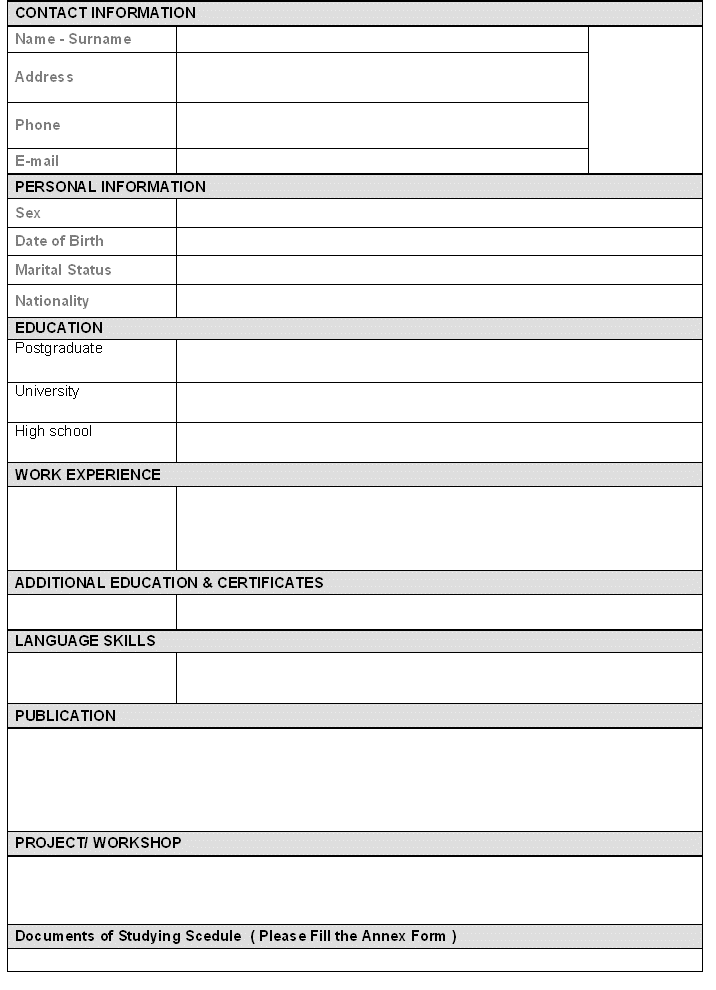 CONTACT INFORMATION
Name - Surname
Address
Phone
E-mail
PERSONAL INFORMATION
Sex
Date of Birth
Marital Status
Nationality
EDUCATION
Postgraduate
University
High school
WORK EXPERIENCE
ADDITIONAL EDUCATION & CERTIFICATES
LANGUAGE SKILLS
PUBLICATION
PROJECT/ WORKSHOP
Documents of Studying Scedule ( Please Fill the Annex Form )